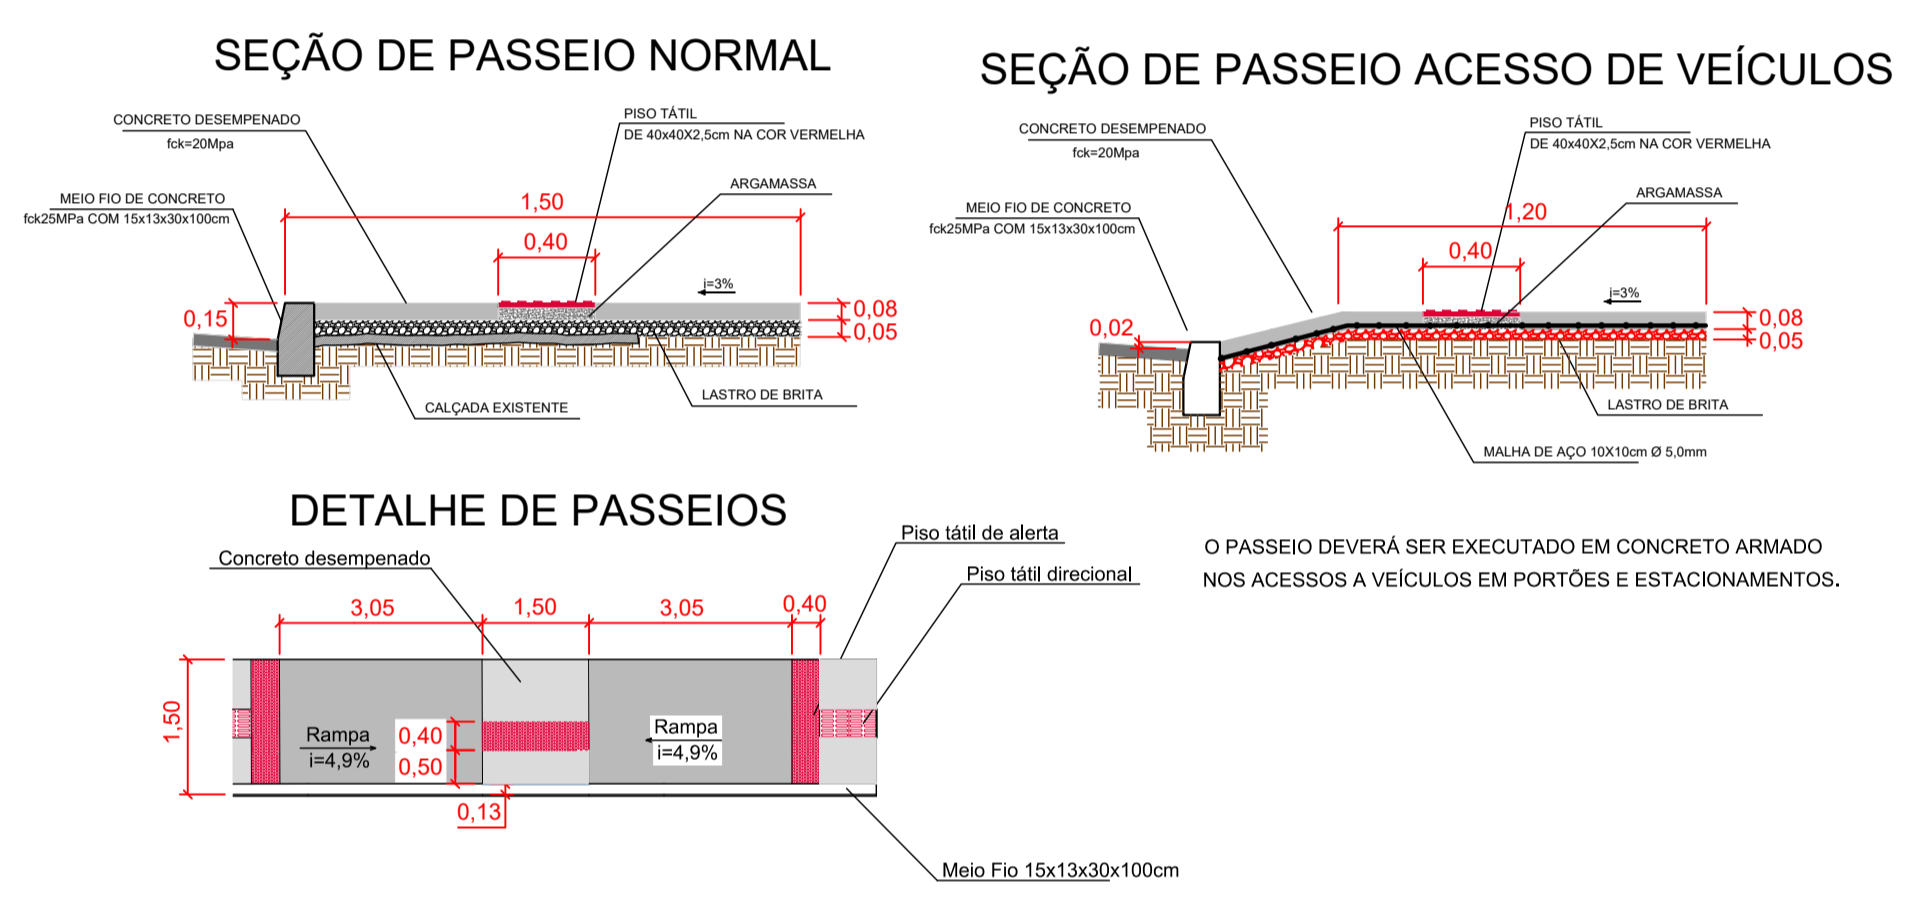 SEÇÃO DE PASSEIO NORMAL
CONCRETO DESEMPENADO
fck=20Mpa
PISO TÁTIL
DE 40x40X2,5cm NA COR VERMELHA
MEIO FIO DE CONCRETO
fck25MPa COM 15x13x30x100cm
ARGAMASSA
1,50
0,40
i=3%
0,15
0,08
0,05
LASTRO DE BRITA
CALÇADA EXISTENTE
SEÇÃO DE PASSEIO ACESSO DE VEÍCULOS
CONCRETO DESEMPENADO
fck=20Mpa
PISO TÁTIL
DE 40x40X2,5cm NA COR VERMELHA
MEIO FIO DE CONCRETO
fck25MPa COM 15x13x30x100cm
ARGAMASSA
1,20
0,40
i=3%
0,02
0,08
0,05
LASTRO DE BRITA
MALHA DE AÇO 10X10cm Ø 5,0mm
DETALHE DE PASSEIOS
Concreto desempenado
Piso tátil de alerta
Piso tátil direcional
3,05
1,50
3,05
0,40
1,50
Rampa
i=4,9%
0,40
0,50
Rampa
i=4,9%
0,13
Meio Fio 15x13x30x100cm
O PASSEIO DEVERÁ SER EXECUTADO EM CONCRETO ARMADO
NOS ACESSOS A VEÍCULOS EM PORTÕES E ESTACIONAMENTOS.